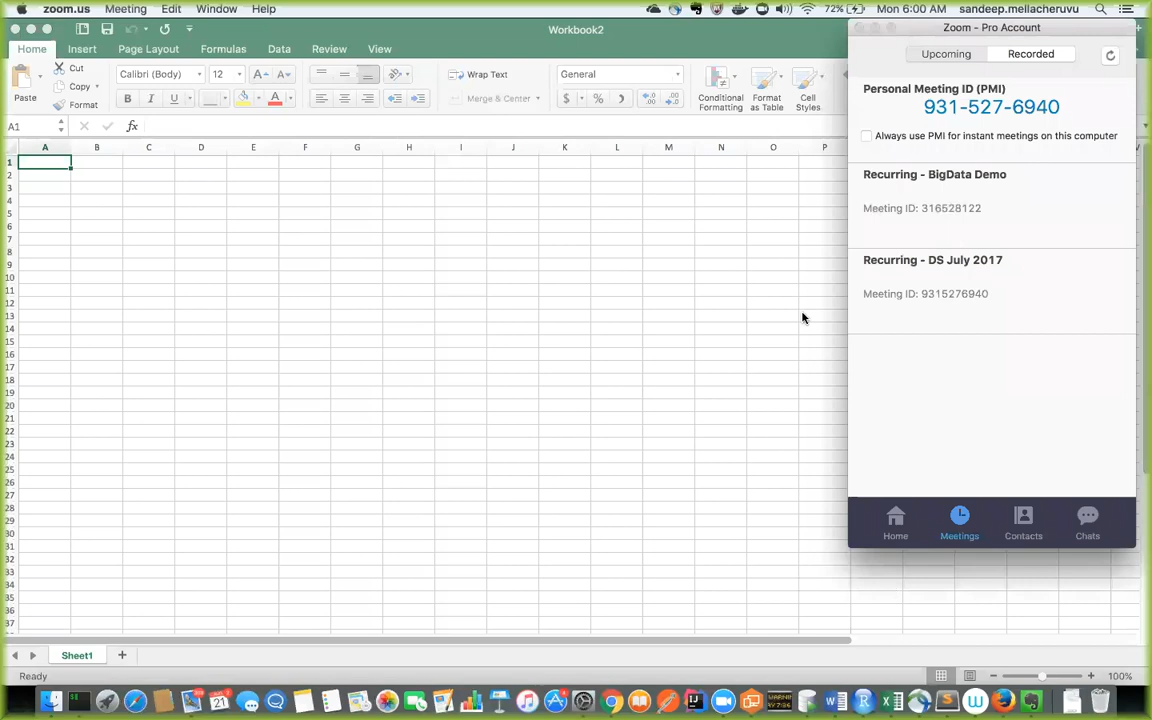 zoom.us Meeting Edit Window Help 72% Mon 6:00 AM sandeep.mellacheruvu
Workbook2
Home Insert Page Layout Formulas Data Review View
Paste Cut Copy Format
Calibri (Body) 12 A A
B I U A
Wrap Text
Merge & Center
General
$ %
Conditional Formatting
Format as Table
Cell Styles
A1 fx
A B C D E F G H I J K L M N O P
1
2
3
4
5
6
7
8
9
10
11
12
13
14
15
16
17
18
19
20
21
22
23
24
25
26
27
28
29
30
31
32
33
34
35
36
37
Sheet1
Ready 100%
Zoom - Pro Account
Upcoming Recorded
Personal Meeting ID (PMI)
931-527-6940
Always use PMI for instant meetings on this computer
Recurring - BigData Demo
Meeting ID: 316528122
Recurring - DS July 2017
Meeting ID: 9315276940
Home Meetings Contacts Chats